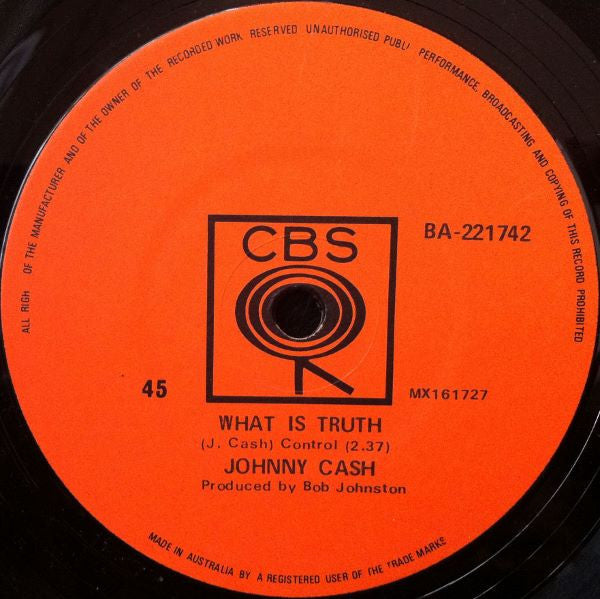 ALL RIGH OF THE MANUFACTURER AND OF THE OWNER OF THE RECORDED WORK RESERVED UNAUTHORISED PUBL PERFORMANCE, BROADCASTING AND COPYING OF THIS RECORD PROHIBITED
CBS
BA-221742
45
MX161727
WHAT IS TRUTH
(J. Cash) Control (2.37)
JOHNNY CASH
Produced by Bob Johnston
MADE IN AUSTRALIA BY A REGISTERED USER OF THE TRADE MARKS